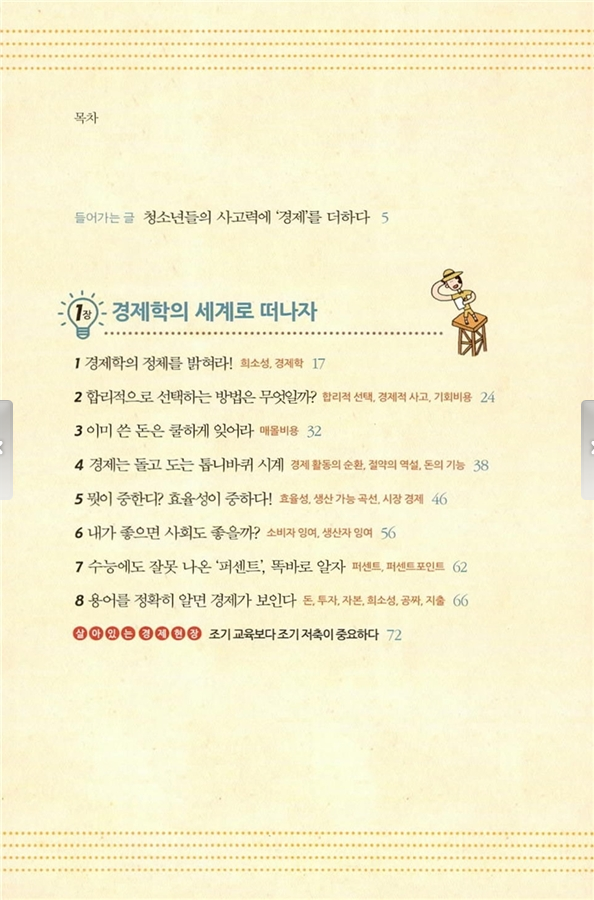 목차
들어가는 글 청소년들의 사고력에 '경제'를 더하다 5
1장 경제학의 세계로 떠나자
1 경제학의 정체를 밝혀라! 희소성, 경제학 17
2 합리적으로 선택하는 방법은 무엇일까? 합리적 선택, 경제적 사고, 기회비용 24
3 이미 쓴 돈은 쿨하게 잊어라 매몰비용 32
4 경제는 돌고 도는 톱니바퀴 시계 경제 활동의 순환, 절약의 역설, 돈의 기능 38
5 뭣이 중한디? 효율성이 중하다! 효율성, 생산 가능 곡선, 시장 경제 46
6 내가 좋으면 사회도 좋을까? 소비자 잉여, 생산자 잉여 56
7 수능에도 잘못 나온 '퍼센트', 똑바로 알자 퍼센트, 퍼센트포인트 62
8 용어를 정확히 알면 경제가 보인다 돈, 투자, 자본, 희소성, 공짜, 지출 66
살아있는 경제현장 조기 교육보다 조기 저축이 중요하다 72